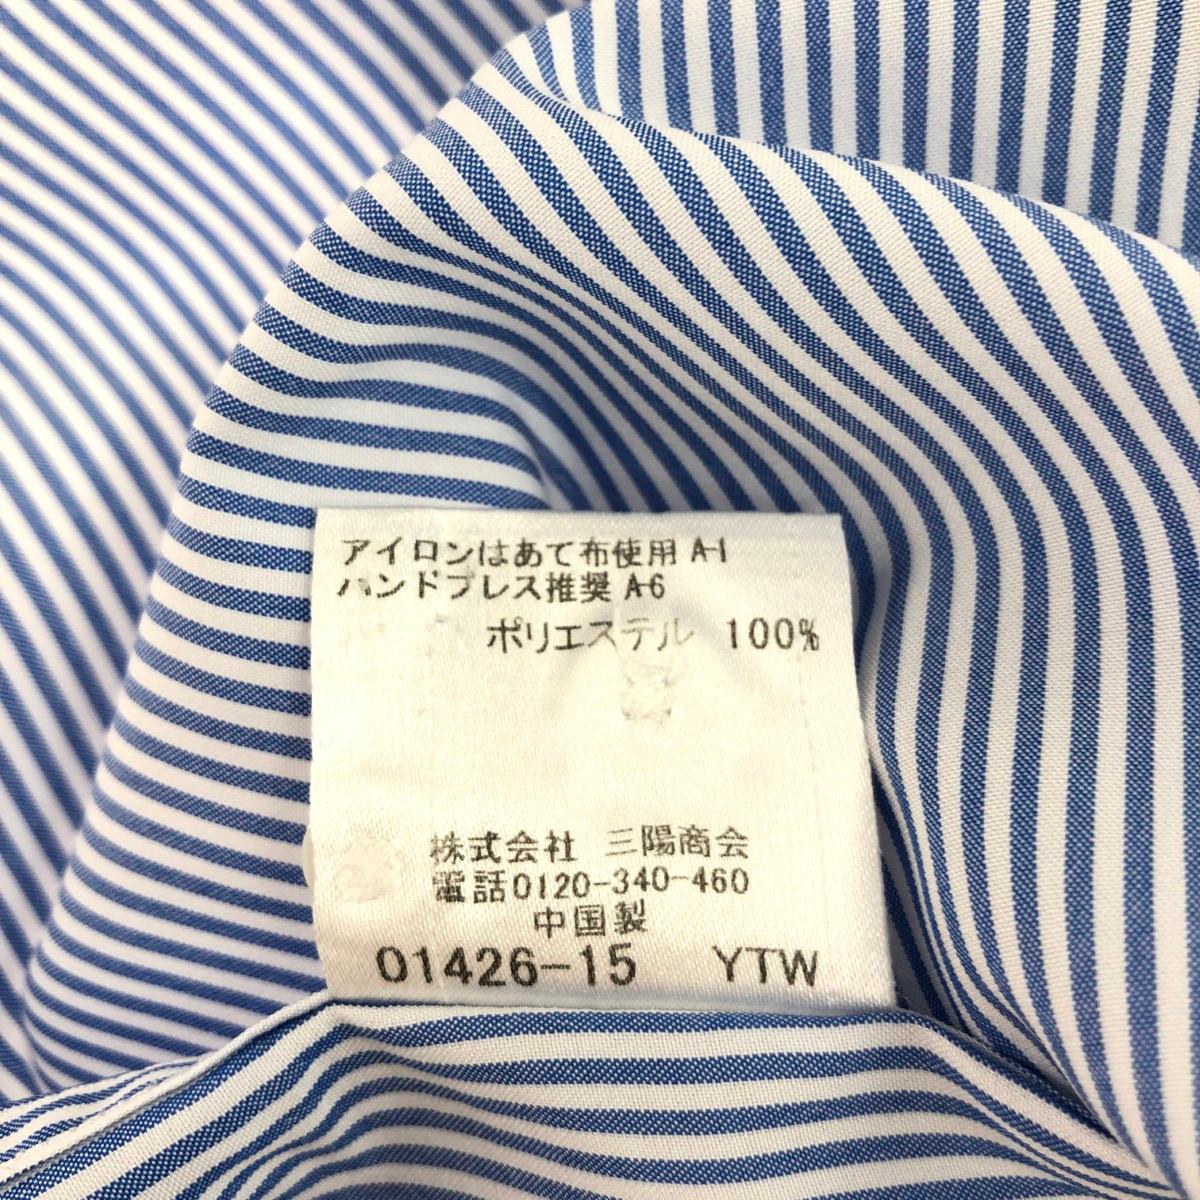 アイロンはあて布使用 A-1
ハンドプレス推奨 A-6
ポリエステル 100%
株式会社 三陽商会
電話0120-340-460
中国製
01426-15 YTW